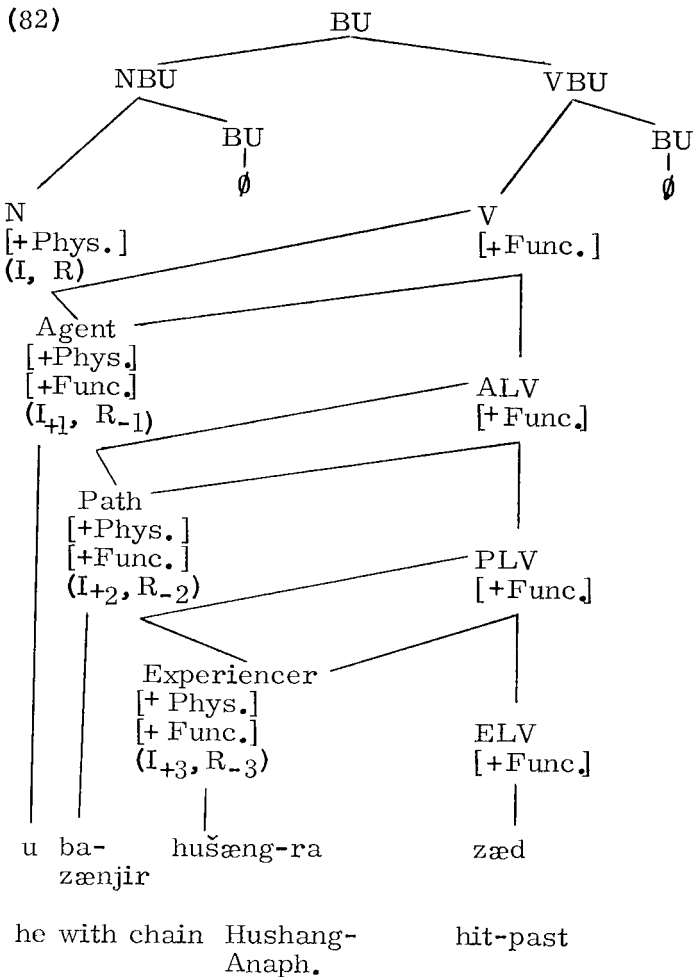 (82)
BU
NBU VBU
BU BU
Ø Ø
N V
[+Phys.] [+Func.]
(I, R)
Agent
[+Phys.]
[+Func.] ALV
(I+1, R-1) [+Func.]
Path
[+Phys.]
[+Func.] PLV
(I+2, R-2) [+Func.]
Experiencer
[+ Phys.]
[+ Func.] ELV
(I+3, R-3) [+Func.]
u ba- hušæng-ra zæd
zænjir
he with chain Hushang- hit-past
Anaph.